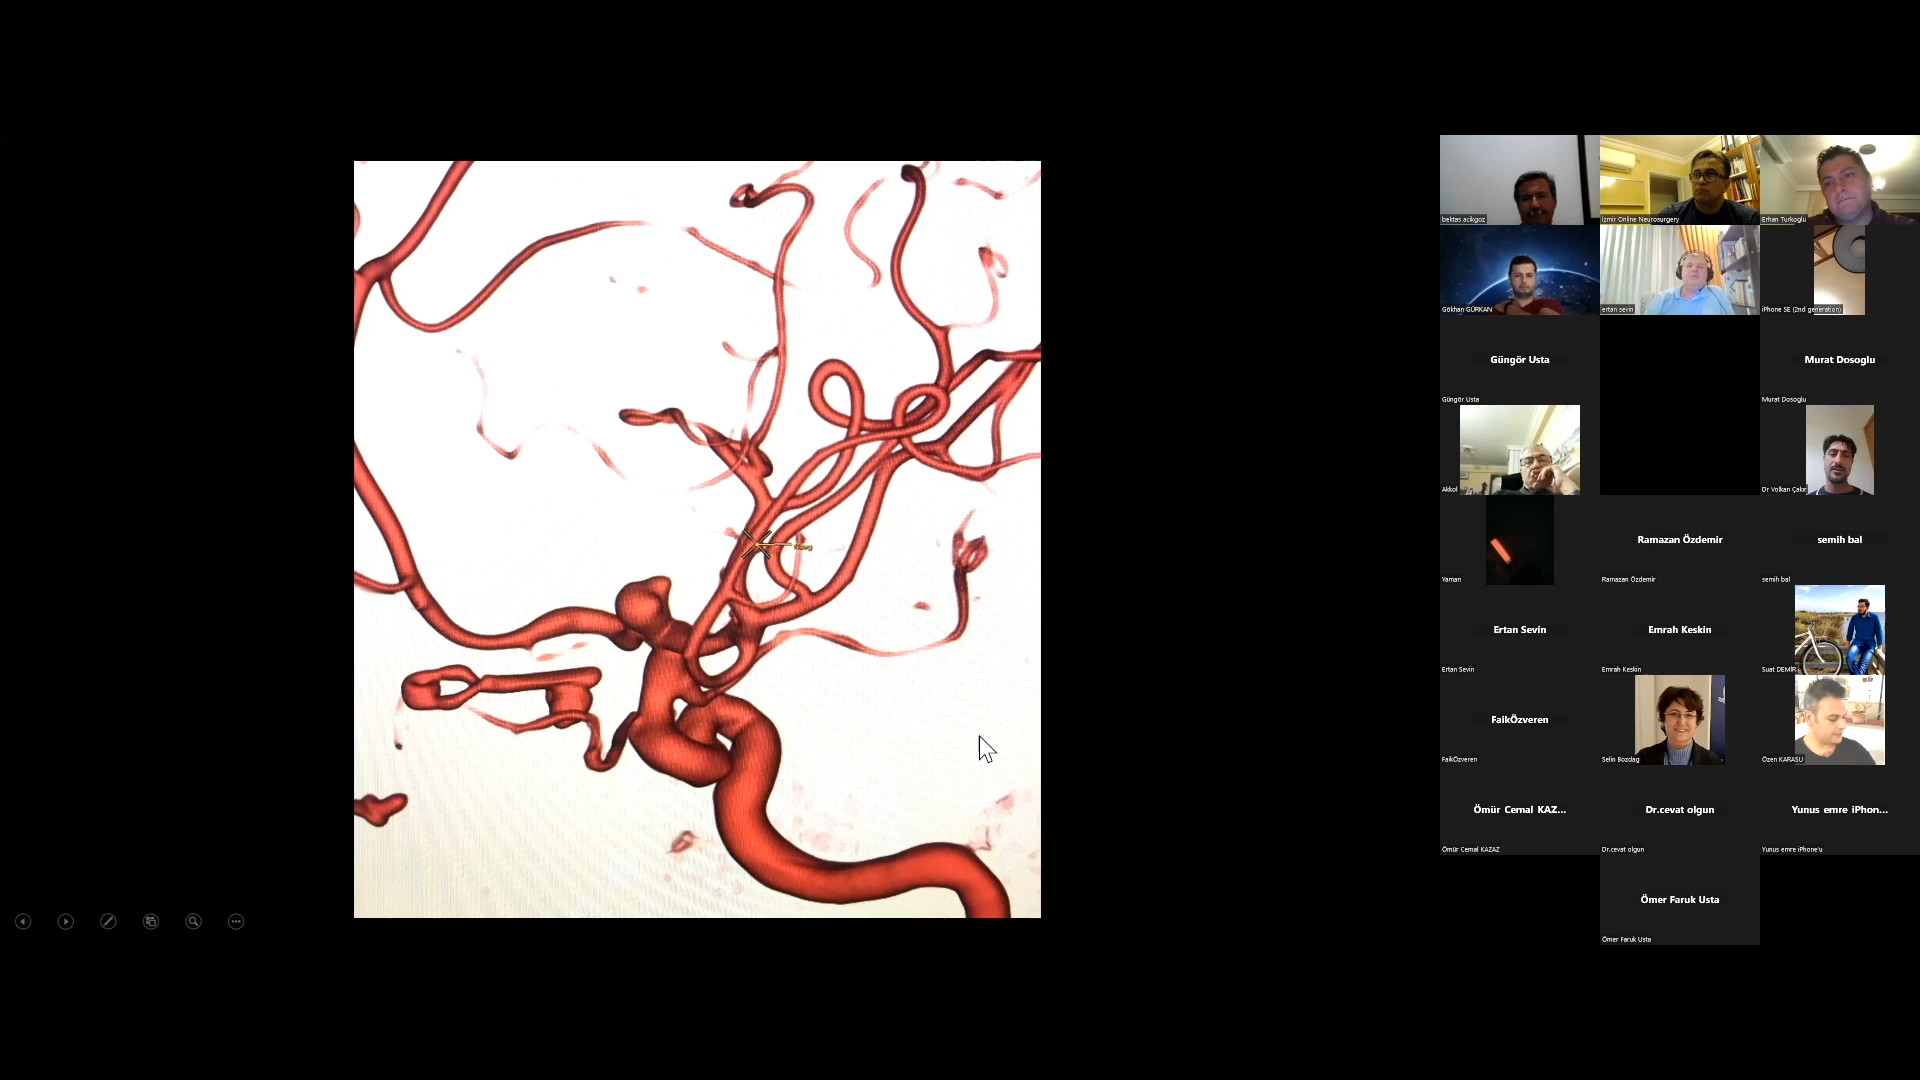 bektas acikgoz
Izmir Online Neurosurgery
Erhan Turkoglu
Gökhan GÜRKAN
ertan sevin
iPhone SE (2nd generation)
Güngör Usta
Güngör Usta
Murat Dosoglu
Murat Dosoglu
Akkol
Dr Volkan Çakır
Yaman
Ramazan Özdemir
Ramazan Özdemir
semih bal
semih bal
Ertan Sevin
Ertan Sevin
Emrah Keskin
Emrah Keskin
Suat DEMİR
FaikÖzveren
FaikÖzveren
Selin Bozdag
Özen KARASU
Ömür Cemal KAZ...
Ömür Cemal KAZAZ
Dr.cevat olgun
Dr.cevat olgun
Yunus emre iPhon...
Yunus emre iPhone'u
Ömer Faruk Usta
Ömer Faruk Usta